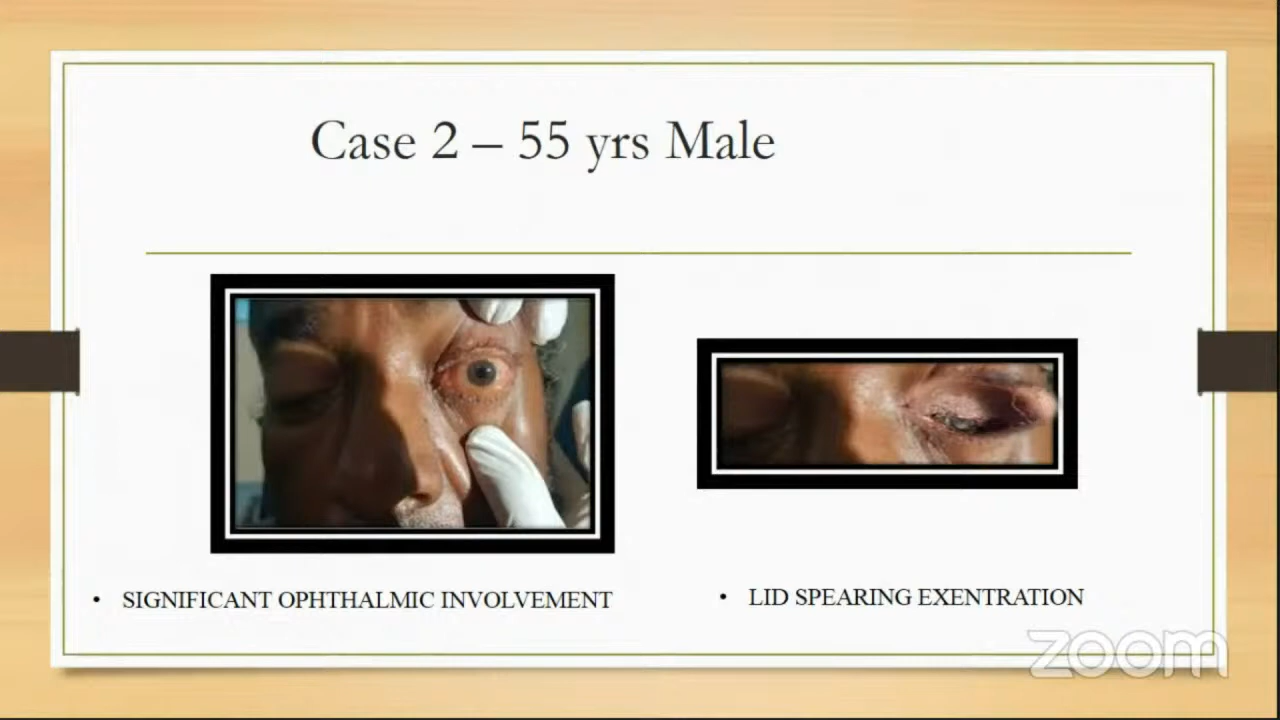 Case 2 – 55 yrs Male
• SIGNIFICANT OPHTHALMIC INVOLVEMENT
• LID SPEARING EXENTRATION
zoom